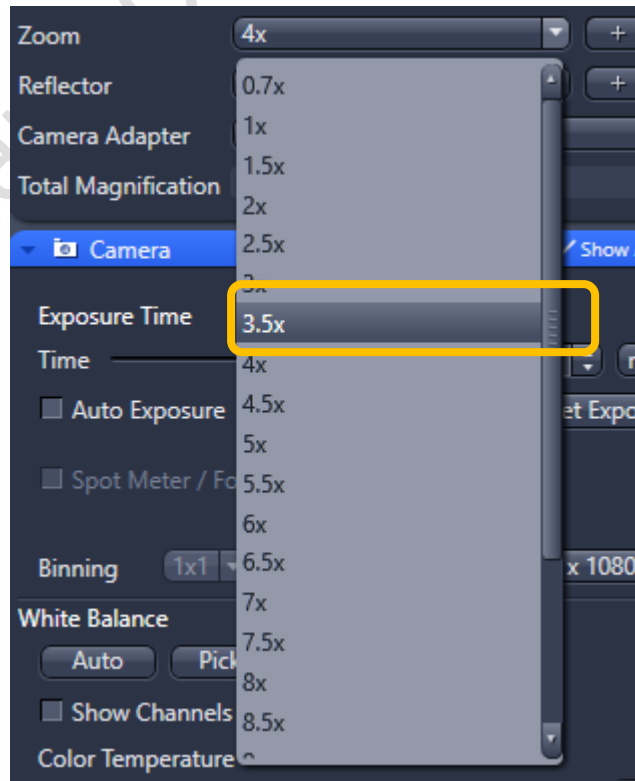 Zoom 4x +
Reflector 0.7x +
Camera Adapter 1x
1.5x
Total Magnification
2x
Camera 2.5x Show
3x
Exposure Time 3.5x
Time 4x
Auto Exposure 4.5x
5x
Spot Meter / Fo 5.5x
6x
Binning 1x1 6.5x x 1080
White Balance 7x
7.5x
Auto Pick
8x
Show Channels 8.5x
Color Temperature